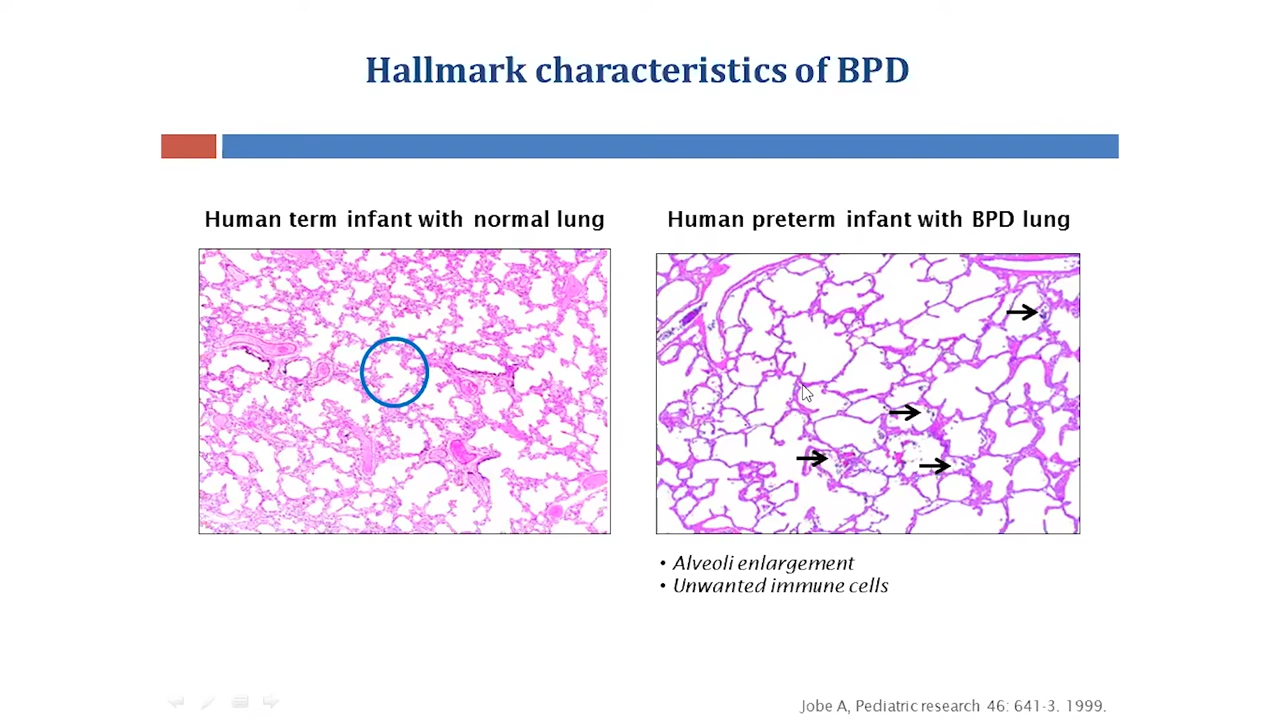 Hallmark characteristics of BPD
Human term infant with normal lung
Human preterm infant with BPD lung
• Alveoli enlargement
• Unwanted immune cells
Jobe A, Pediatric research 46: 641-3. 1999.